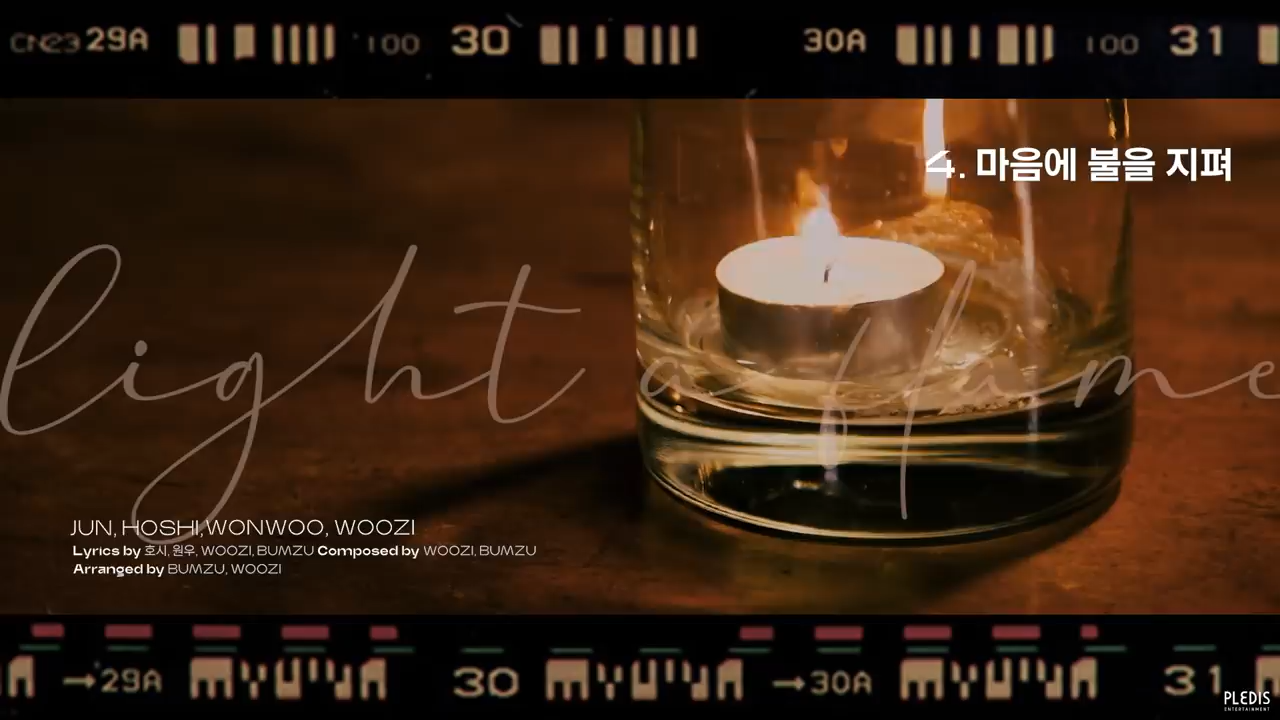 CN23 29A 100 30 30A 100 31
4. 마음에 불을 지펴
light a flame
JUN, HOSHI, WONWOO, WOOZI
Lyrics by 호시, 원우, WOOZI, BUMZU Composed by WOOZI, BUMZU
Arranged by BUMZU, WOOZI
→29A 30 →30A 31
PLEDIS
ENTERTAINMENT